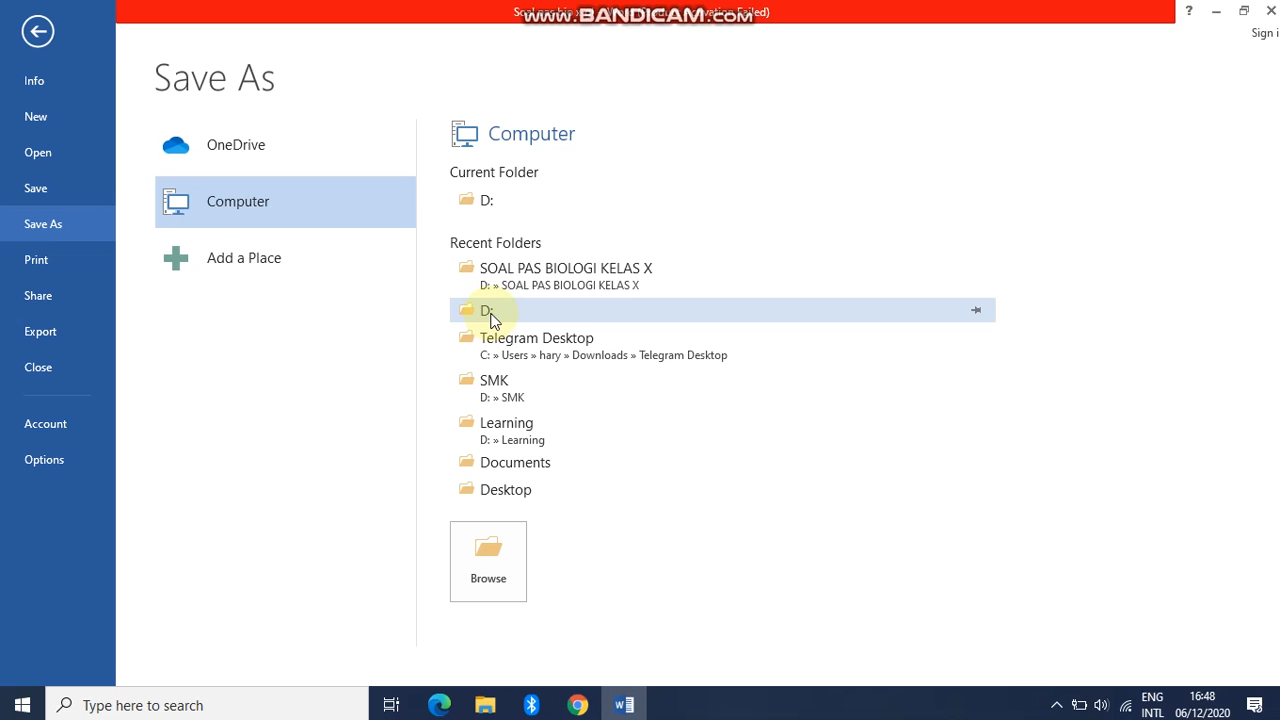 www.BANDICAM.com
Sign i
Save As
Info
New
Open
Save
Save As
Print
Share
Export
Close
Account
Options
OneDrive
Computer
Add a Place
Computer
Current Folder
D:
Recent Folders
SOAL PAS BIOLOGI KELAS X
D: » SOAL PAS BIOLOGI KELAS X
D:
Telegram Desktop
C: » Users » hary » Downloads » Telegram Desktop
SMK
D: » SMK
Learning
D: » Learning
Documents
Desktop
Browse
Type here to search
ENG
INTL
16:48
06/12/2020